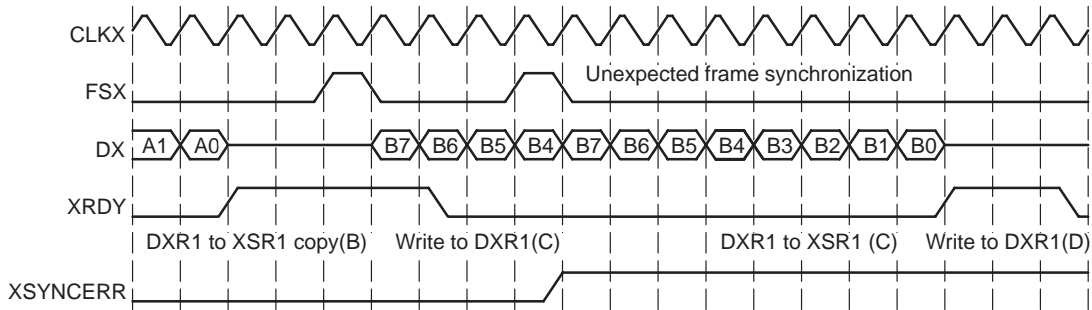 CLKX
FSX Unexpected frame synchronization
DX A1 A0 B7 B6 B5 B4 B7 B6 B5 B4 B3 B2 B1 B0
XRDY
DXR1 to XSR1 copy(B) Write to DXR1(C) DXR1 to XSR1 (C) Write to DXR1(D)
XSYNCERR